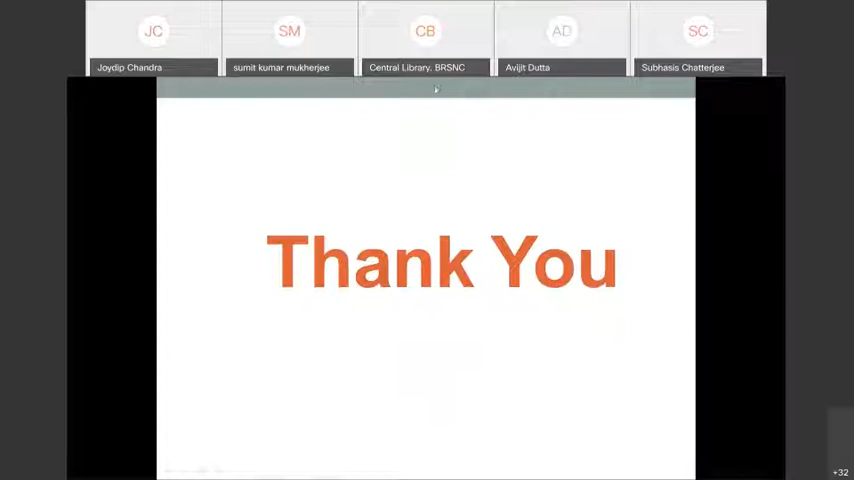 JC
SM
CB
AD
SC
Joydip Chandra
sumit kumar mukherjee
Central Library, BRSNC
Avijit Dutta
Subhasis Chatterjee
Thank You
+32